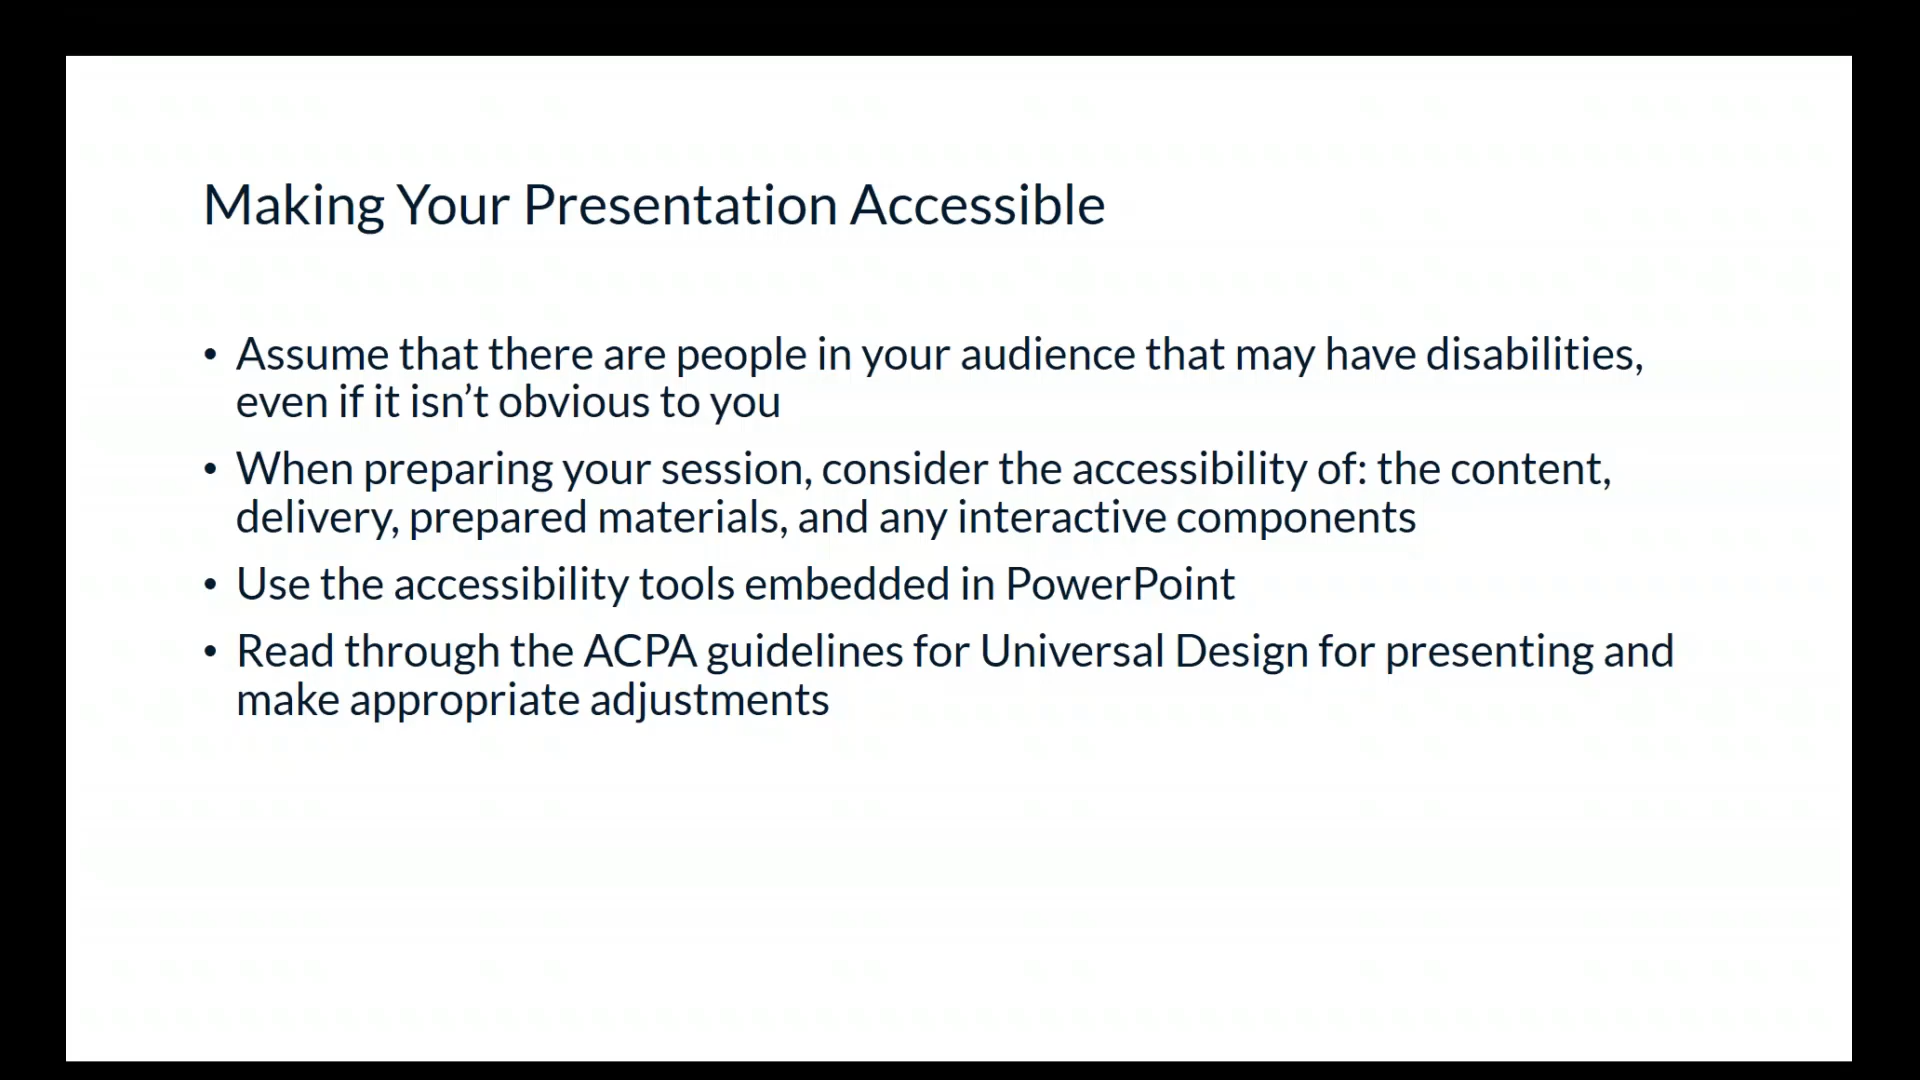 Making Your Presentation Accessible
• Assume that there are people in your audience that may have disabilities,
even if it isn’t obvious to you
• When preparing your session, consider the accessibility of: the content,
delivery, prepared materials, and any interactive components
• Use the accessibility tools embedded in PowerPoint
• Read through the ACPA guidelines for Universal Design for presenting and
make appropriate adjustments